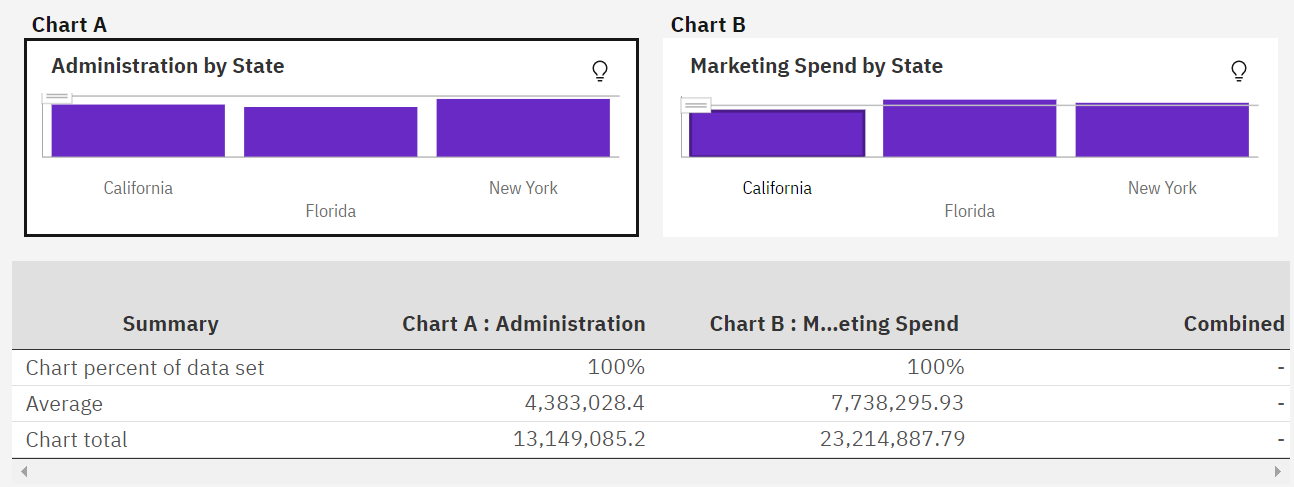 Chart A
Chart B
Administration by State
Marketing Spend by State
California
New York
Florida
California
New York
Florida
Summary
Chart A : Administration
Chart B : M...eting Spend
Combined
Chart percent of data set
100%
100%
-
Average
4,383,028.4
7,738,295.93
-
Chart total
13,149,085.2
23,214,887.79
-